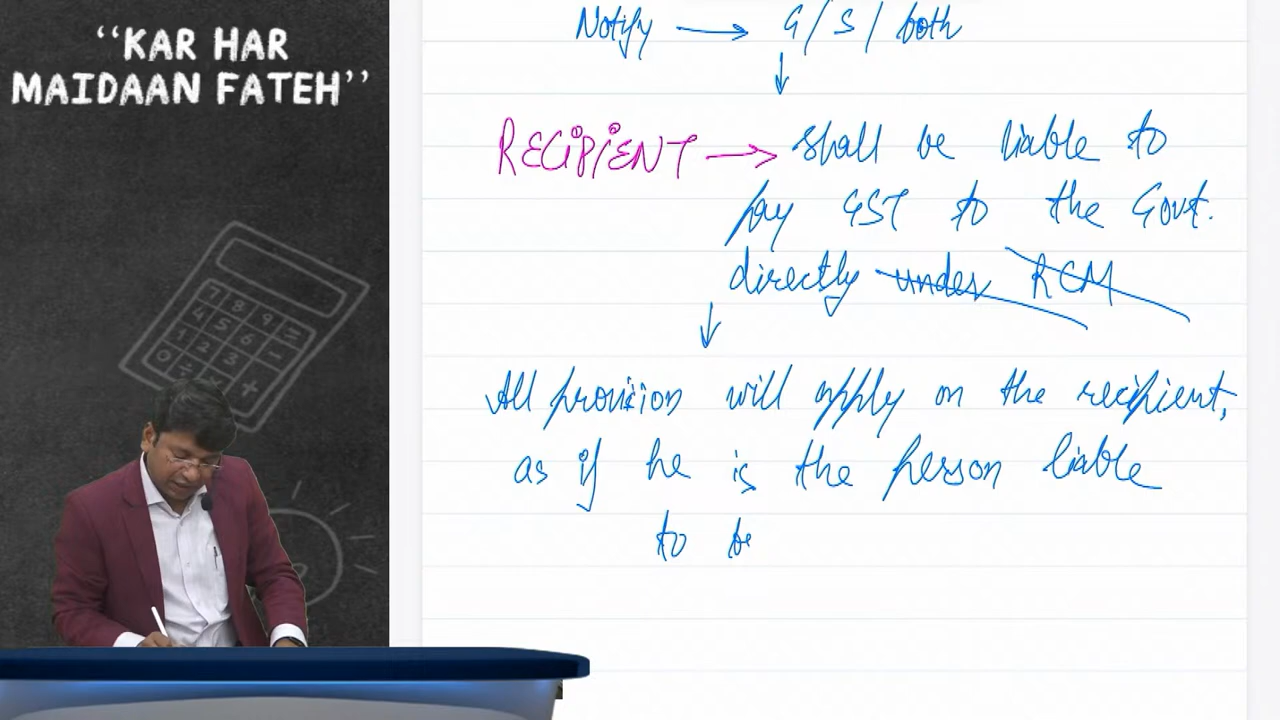 “KAR HAR
MAIDAAN FATEH”
Notify → G/S/ both
↓
RECIPIENT → shall be liable to
pay GST to the Govt.
directly under RCM
↓
All provision will apply on the recipient,
as if he is the person liable
to be